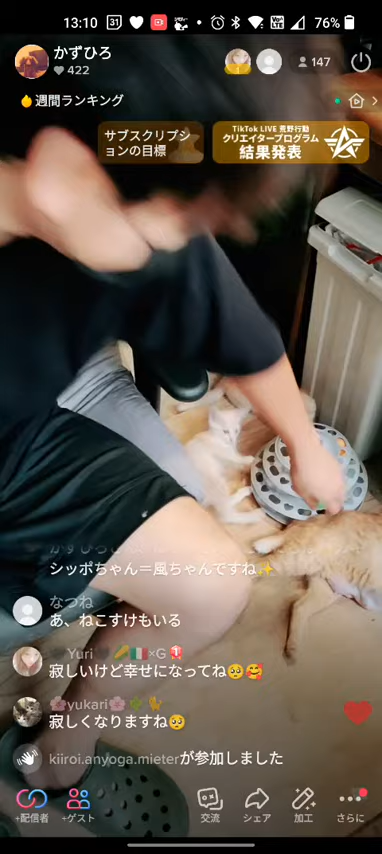 13:10
31
76%
かずひろ
422
147
週間ランキング
サブスクリプシ
ョンの目標
TikTok LIVE 荒野行動
クリエイタープログラム
結果発表
シッポちゃん＝風ちゃんですね✨
なつね
あ、ねこすけもいる
Yuri🖤🌽🇮🇹×G
寂しいけど幸せになってね🥺🥰
🌸yukari🌸🍀🐈
寂しくなりますね🥺
kiiroi.anyoga.mieterが参加しました
+配信者
+ゲスト
交流
シェア
加工
さらに